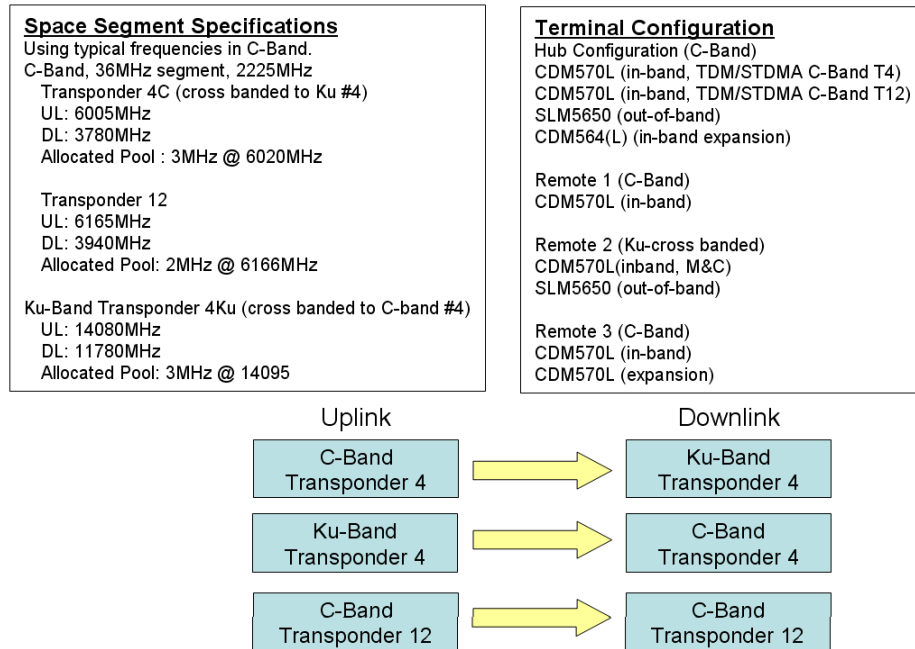 Space Segment Specifications
Using typical frequencies in C-Band.
C-Band, 36MHz segment, 2225MHz
Transponder 4C (cross banded to Ku #4)
UL: 6005MHz
DL: 3780MHz
Allocated Pool : 3MHz @ 6020MHz
Transponder 12
UL: 6165MHz
DL: 3940MHz
Allocated Pool: 2MHz @ 6166MHz
Ku-Band Transponder 4Ku (cross banded to C-band #4)
UL: 14080MHz
DL: 11780MHz
Allocated Pool: 3MHz @ 14095
Terminal Configuration
Hub Configuration (C-Band)
CDM570L (in-band, TDM/STDMA C-Band T4)
CDM570L (in-band, TDM/STDMA C-Band T12)
SLM5650 (out-of-band)
CDM564(L) (in-band expansion)
Remote 1 (C-Band)
CDM570L (in-band)
Remote 2 (Ku-cross banded)
CDM570L(inband, M&C)
SLM5650 (out-of-band)
Remote 3 (C-Band)
CDM570L (in-band)
CDM570L (expansion)
Uplink
Downlink
C-Band
Transponder 4
Ku-Band
Transponder 4
Ku-Band
Transponder 4
C-Band
Transponder 4
C-Band
Transponder 12
C-Band
Transponder 12